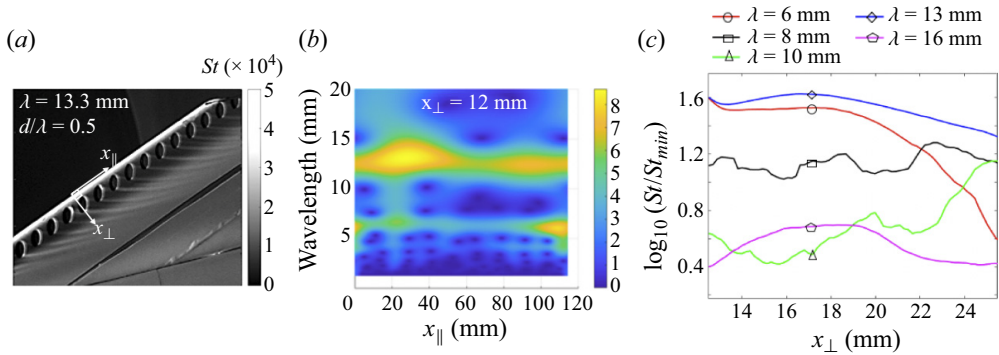 (a)
St (× 10⁴)
5
4
3
2
1
0
λ = 13.3 mm
d/λ = 0.5
x∥
x⊥
(b)
x⊥ = 12 mm
Wavelength (mm)
20
15
10
5
0 20 40 60 80 100 120
x∥ (mm)
8
7
6
5
4
3
2
1
0
(c)
λ = 6 mm λ = 13 mm
λ = 8 mm λ = 16 mm
λ = 10 mm
log₁₀ (St/St_min)
1.6
1.2
0.8
0.4
14 16 18 20 22 24
x⊥ (mm)